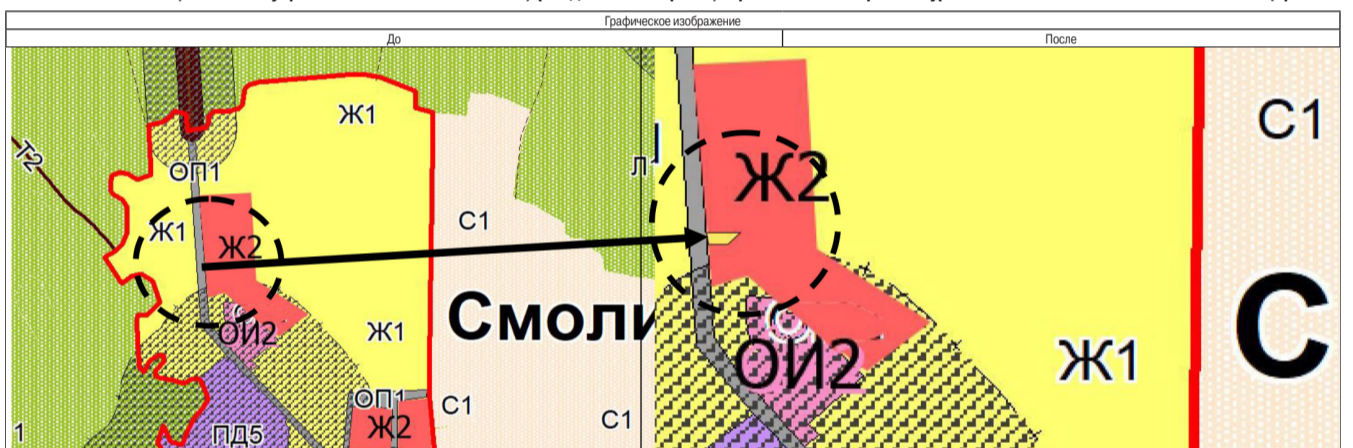 Графическое изображение
До
После
Ж1
С1
Т2
ОП1
Л
Ж2
Ж1
Ж2
С1
Смоли
С
ОИ2
Ж1
ОИ2
Ж1
ОП1
С1
С1
1
ПД5
Ж2